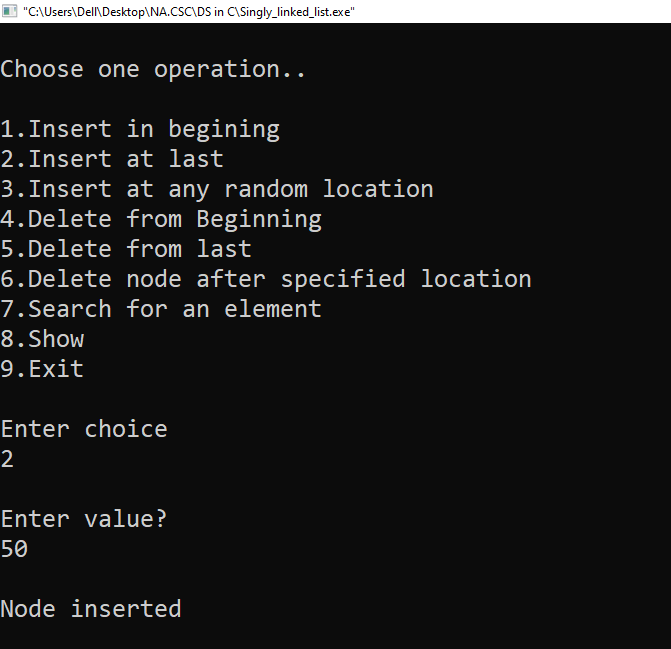 "C:\Users\Dell\Desktop\NA.CSC\DS in C\Singly_linked_list.exe"
Choose one operation..
1.Insert in begining
2.Insert at last
3.Insert at any random location
4.Delete from Beginning
5.Delete from last
6.Delete node after specified location
7.Search for an element
8.Show
9.Exit
Enter choice
2
Enter value?
50
Node inserted